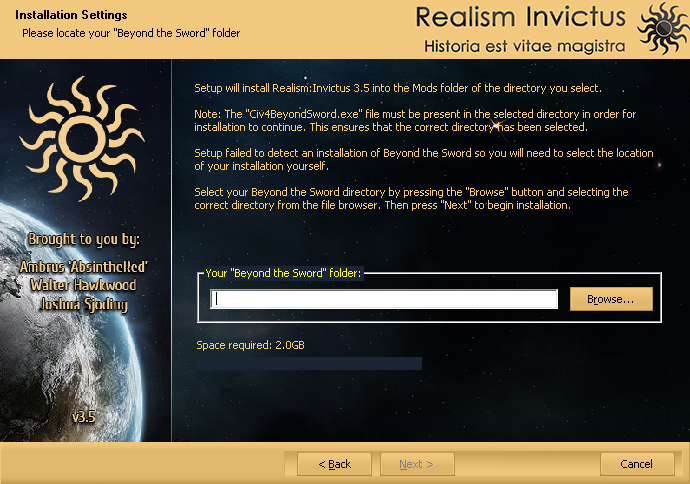 Installation Settings
Please locate your "Beyond the Sword" folder
Realism Invictus
Historia est vitae magistra
Setup will install Realism:Invictus 3.5 into the Mods folder of the directory you select.
Note: The "Civ4BeyondSword.exe" file must be present in the selected directory in order for
installation to continue. This ensures that the correct directory has been selected.
Setup failed to detect an installation of Beyond the Sword so you will need to select the location
of your installation yourself.
Select your Beyond the Sword directory by pressing the "Browse" button and selecting the
correct directory from the file browser. Then press "Next" to begin installation.
Brought to you by:
Ambrus 'AbsintheRed'
Walter Hawkwood
Joshua Sjoding
v3.5
Your "Beyond the Sword" folder:
Browse...
Space required: 2.0GB
< Back
Next >
Cancel